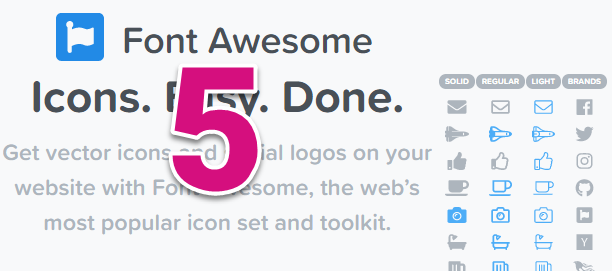 Font Awesome
Icons. Easy. Done.
5
Get vector icons and social logos on your
website with Font Awesome, the web's
most popular icon set and toolkit.
SOLID REGULAR LIGHT BRANDS